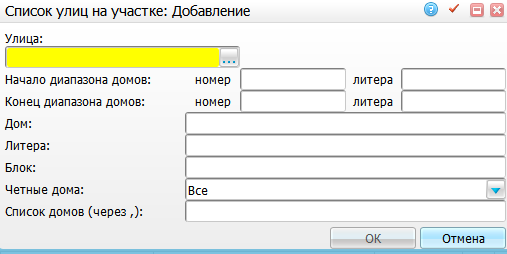 Список улиц на участке: Добавление
Улица:
...
Начало диапазона домов: номер литера
Конец диапазона домов: номер литера
Дом:
Литера:
Блок:
Четные дома: Все
Список домов (через ,):
ОК Отмена